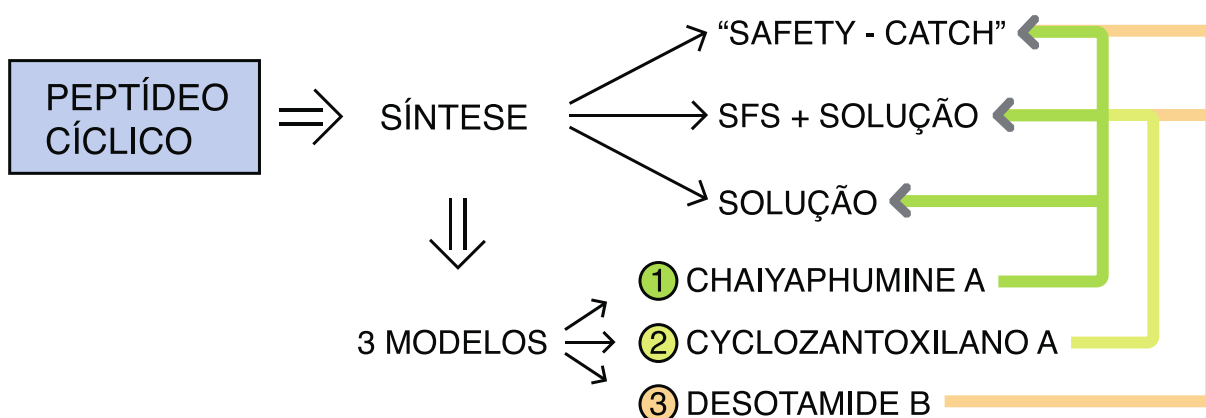 “SAFETY - CATCH”
PEPTÍDEO
CÍCLICO
SÍNTESE
SFS + SOLUÇÃO
SOLUÇÃO
3 MODELOS
1 CHAIYAPHUMINE A
2 CYCLOZANTOXILANO A
3 DESOTAMIDE B